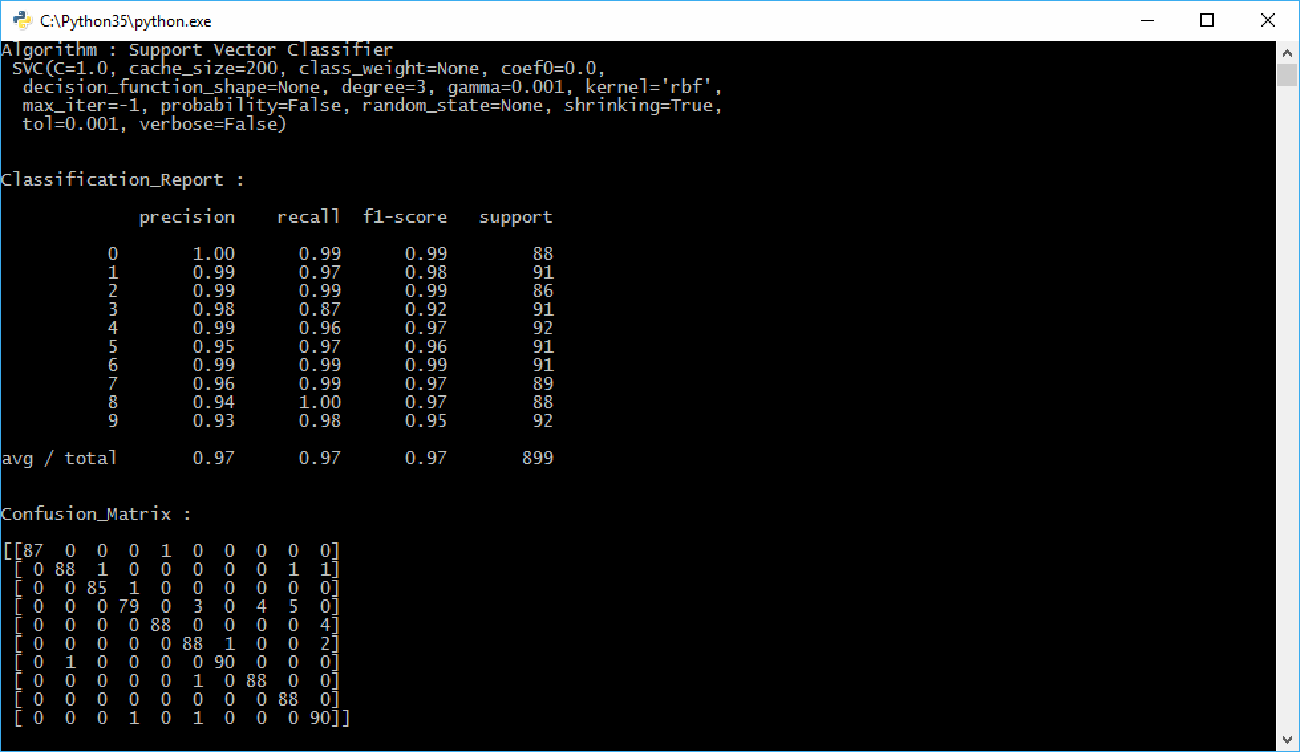 C:\Python35\python.exe
Algorithm : Support Vector Classifier
 SVC(C=1.0, cache_size=200, class_weight=None, coef0=0.0,
  decision_function_shape=None, degree=3, gamma=0.001, kernel='rbf',
  max_iter=-1, probability=False, random_state=None, shrinking=True,
  tol=0.001, verbose=False)
Classification_Report :
             precision    recall  f1-score   support
          0       1.00      0.99      0.99        88
          1       0.99      0.97      0.98        91
          2       0.99      0.99      0.99        86
          3       0.98      0.87      0.92        91
          4       0.99      0.96      0.97        92
          5       0.95      0.97      0.96        91
          6       0.99      0.99      0.99        91
          7       0.96      0.99      0.97        89
          8       0.94      1.00      0.97        88
          9       0.93      0.98      0.95        92
avg / total       0.97      0.97      0.97       899
Confusion_Matrix :
[[87  0  0  0  1  0  0  0  0  0]
 [ 0 88  1  0  0  0  0  0  1  1]
 [ 0  0 85  1  0  0  0  0  0  0]
 [ 0  0  0 79  0  3  0  4  5  0]
 [ 0  0  0  0 88  0  0  0  0  4]
 [ 0  0  0  0  0 88  1  0  0  2]
 [ 0  1  0  0  0  0 90  0  0  0]
 [ 0  0  0  0  0  1  0 88  0  0]
 [ 0  0  0  0  0  0  0  0 88  0]
 [ 0  0  0  1  0  1  0  0  0 90]]